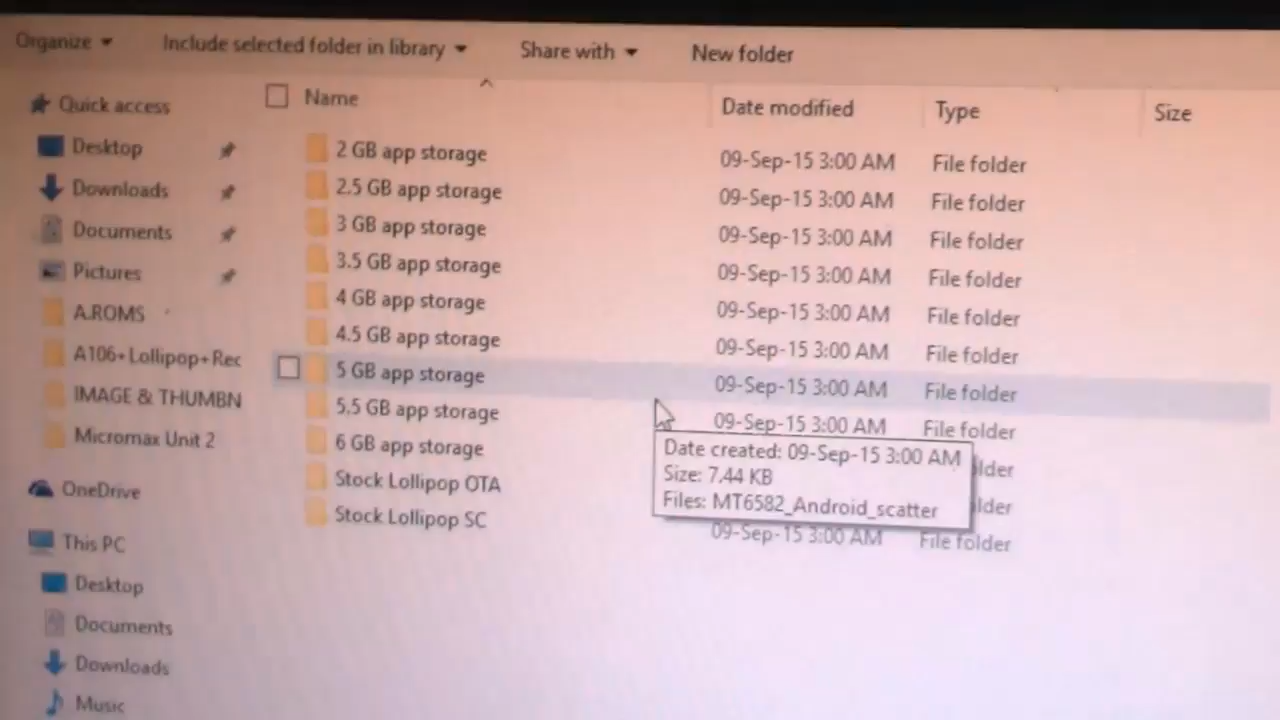 Organize Include selected folder in library Share with New folder
Name Date modified Type Size
Quick access
Desktop
Downloads
Documents
Pictures
A.ROMS
A106+Lollipop+Rec
IMAGE & THUMBN
Micromax Unit 2
OneDrive
This PC
Desktop
Documents
Downloads
Music
2 GB app storage 09-Sep-15 3:00 AM File folder
2.5 GB app storage 09-Sep-15 3:00 AM File folder
3 GB app storage 09-Sep-15 3:00 AM File folder
3.5 GB app storage 09-Sep-15 3:00 AM File folder
4 GB app storage 09-Sep-15 3:00 AM File folder
4.5 GB app storage 09-Sep-15 3:00 AM File folder
5 GB app storage 09-Sep-15 3:00 AM File folder
5.5 GB app storage 09-Sep-15 3:00 AM File folder
6 GB app storage lder
Stock Lollipop OTA lder
Stock Lollipop SC 09-Sep-15 3:00 AM File folder
Date created: 09-Sep-15 3:00 AM
Size: 7.44 KB
Files: MT6582_Android_scatter